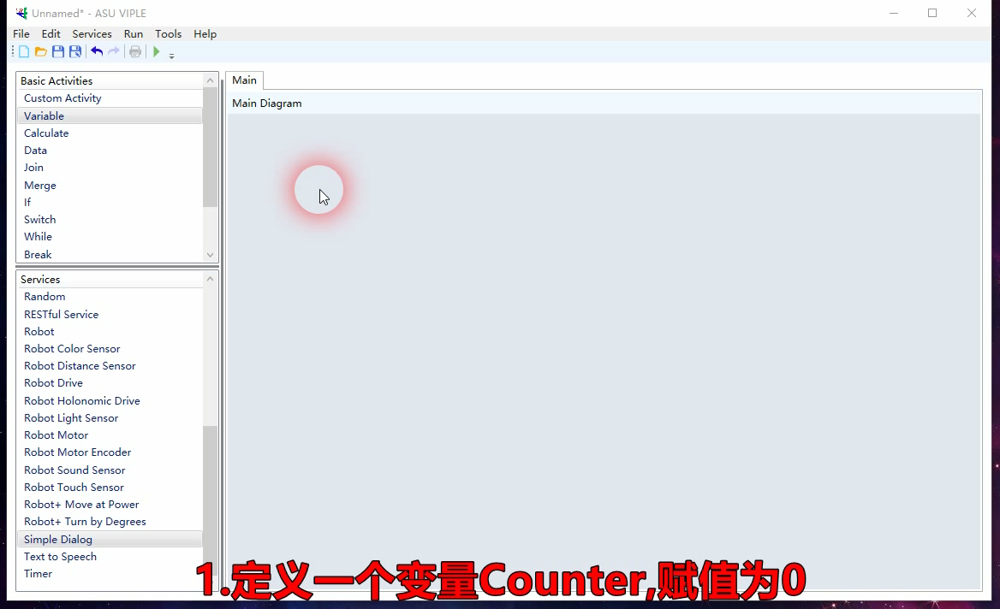 Unnamed* - ASU VIPLE
File Edit Services Run Tools Help
Basic Activities
Custom Activity
Variable
Calculate
Data
Join
Merge
If
Switch
While
Break
Services
Random
RESTful Service
Robot
Robot Color Sensor
Robot Distance Sensor
Robot Drive
Robot Holonomic Drive
Robot Light Sensor
Robot Motor
Robot Motor Encoder
Robot Sound Sensor
Robot Touch Sensor
Robot+ Move at Power
Robot+ Turn by Degrees
Simple Dialog
Text to Speech
Timer
Main
Main Diagram
1.定义一个变量Counter,赋值为0